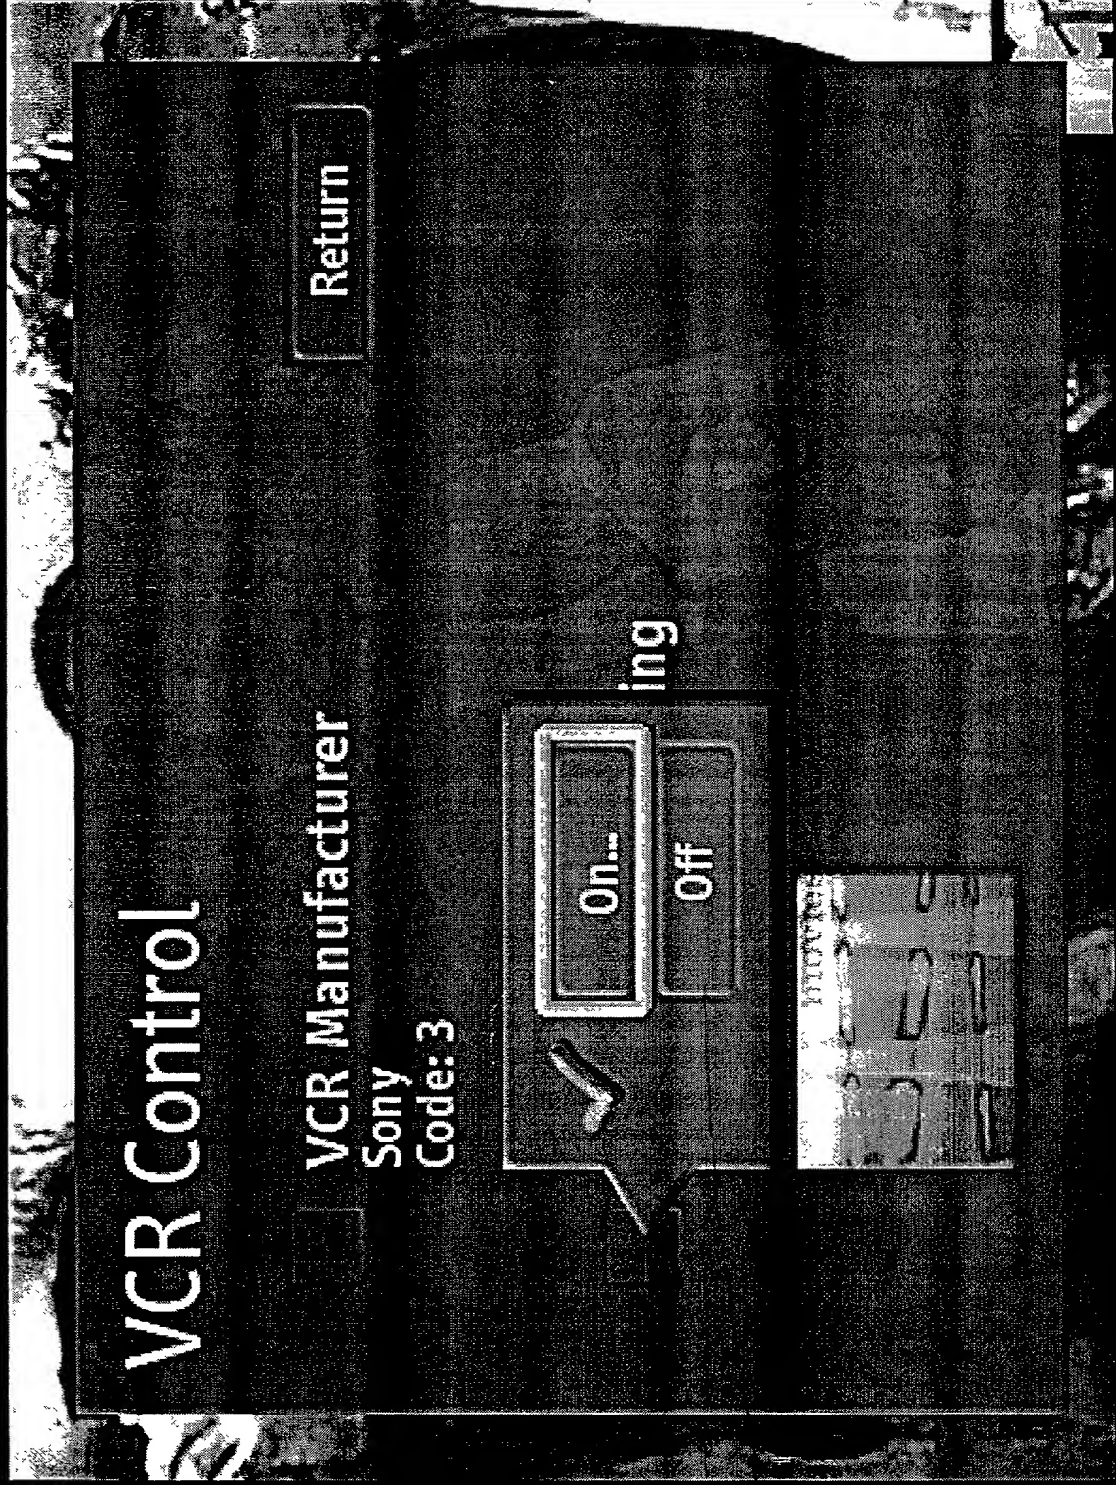 VCR Control
Return
VCR Manufacturer
Sony
Code: 3
On...
ing
Off